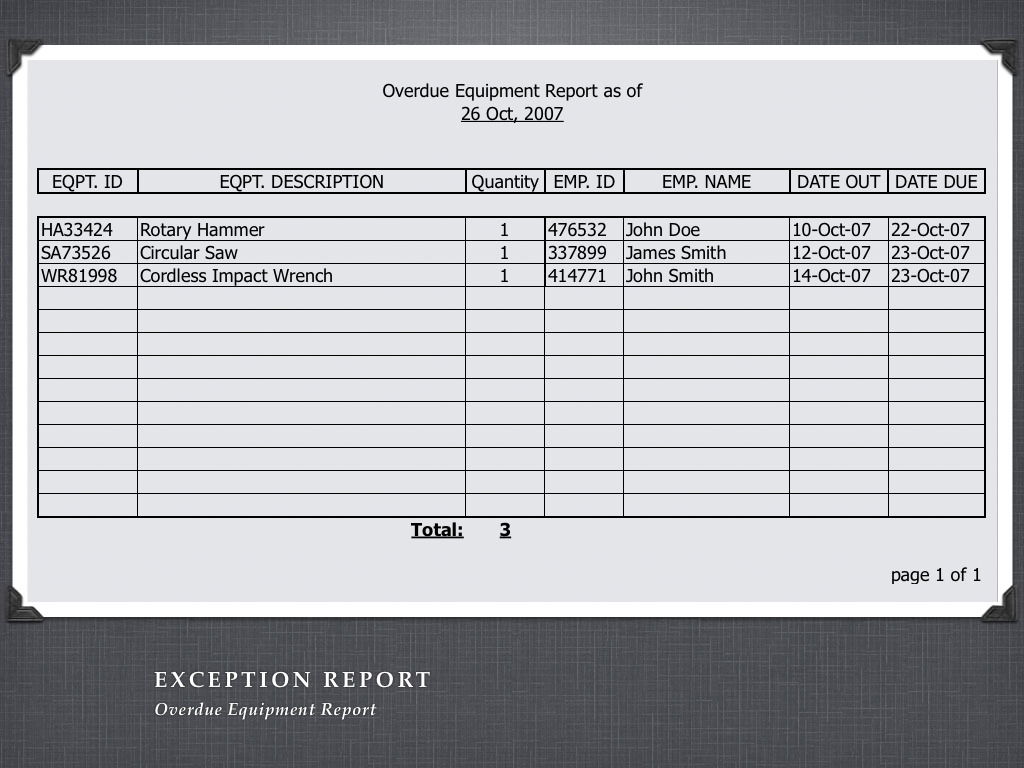 Overdue Equipment Report as of
26 Oct, 2007
EQPT. ID EQPT. DESCRIPTION Quantity EMP. ID EMP. NAME DATE OUT DATE DUE
HA33424 Rotary Hammer 1 476532 John Doe 10-Oct-07 22-Oct-07
SA73526 Circular Saw 1 337899 James Smith 12-Oct-07 23-Oct-07
WR81998 Cordless Impact Wrench 1 414771 John Smith 14-Oct-07 23-Oct-07
Total: 3
page 1 of 1
EXCEPTION REPORT
Overdue Equipment Report